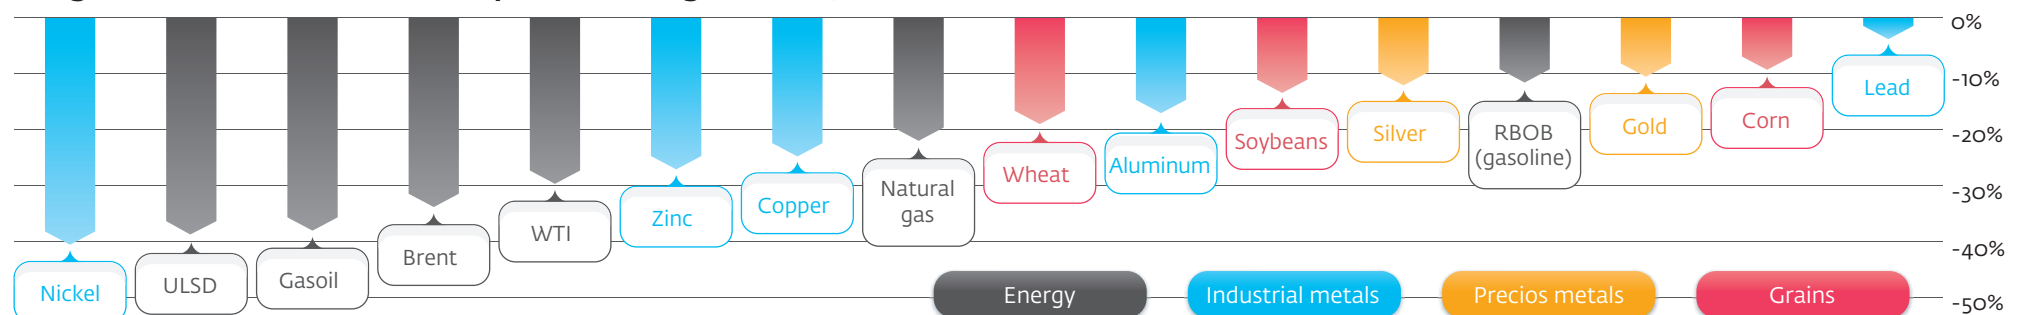 0%
-10%
-20%
-30%
-40%
-50%
Nickel
ULSD
Gasoil
Brent
WTI
Zinc
Copper
Natural
gas
Wheat
Aluminum
Soybeans
Silver
RBOB
(gasoline)
Gold
Corn
Lead
Energy
Industrial metals
Precios metals
Grains